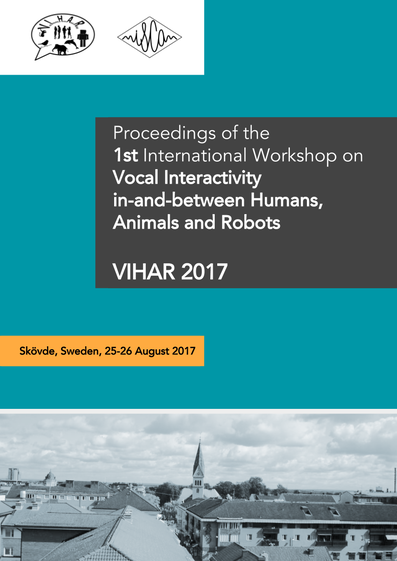 VIHAR
Proceedings of the
1st International Workshop on
Vocal Interactivity
in-and-between Humans,
Animals and Robots
VIHAR 2017
Skövde, Sweden, 25-26 August 2017